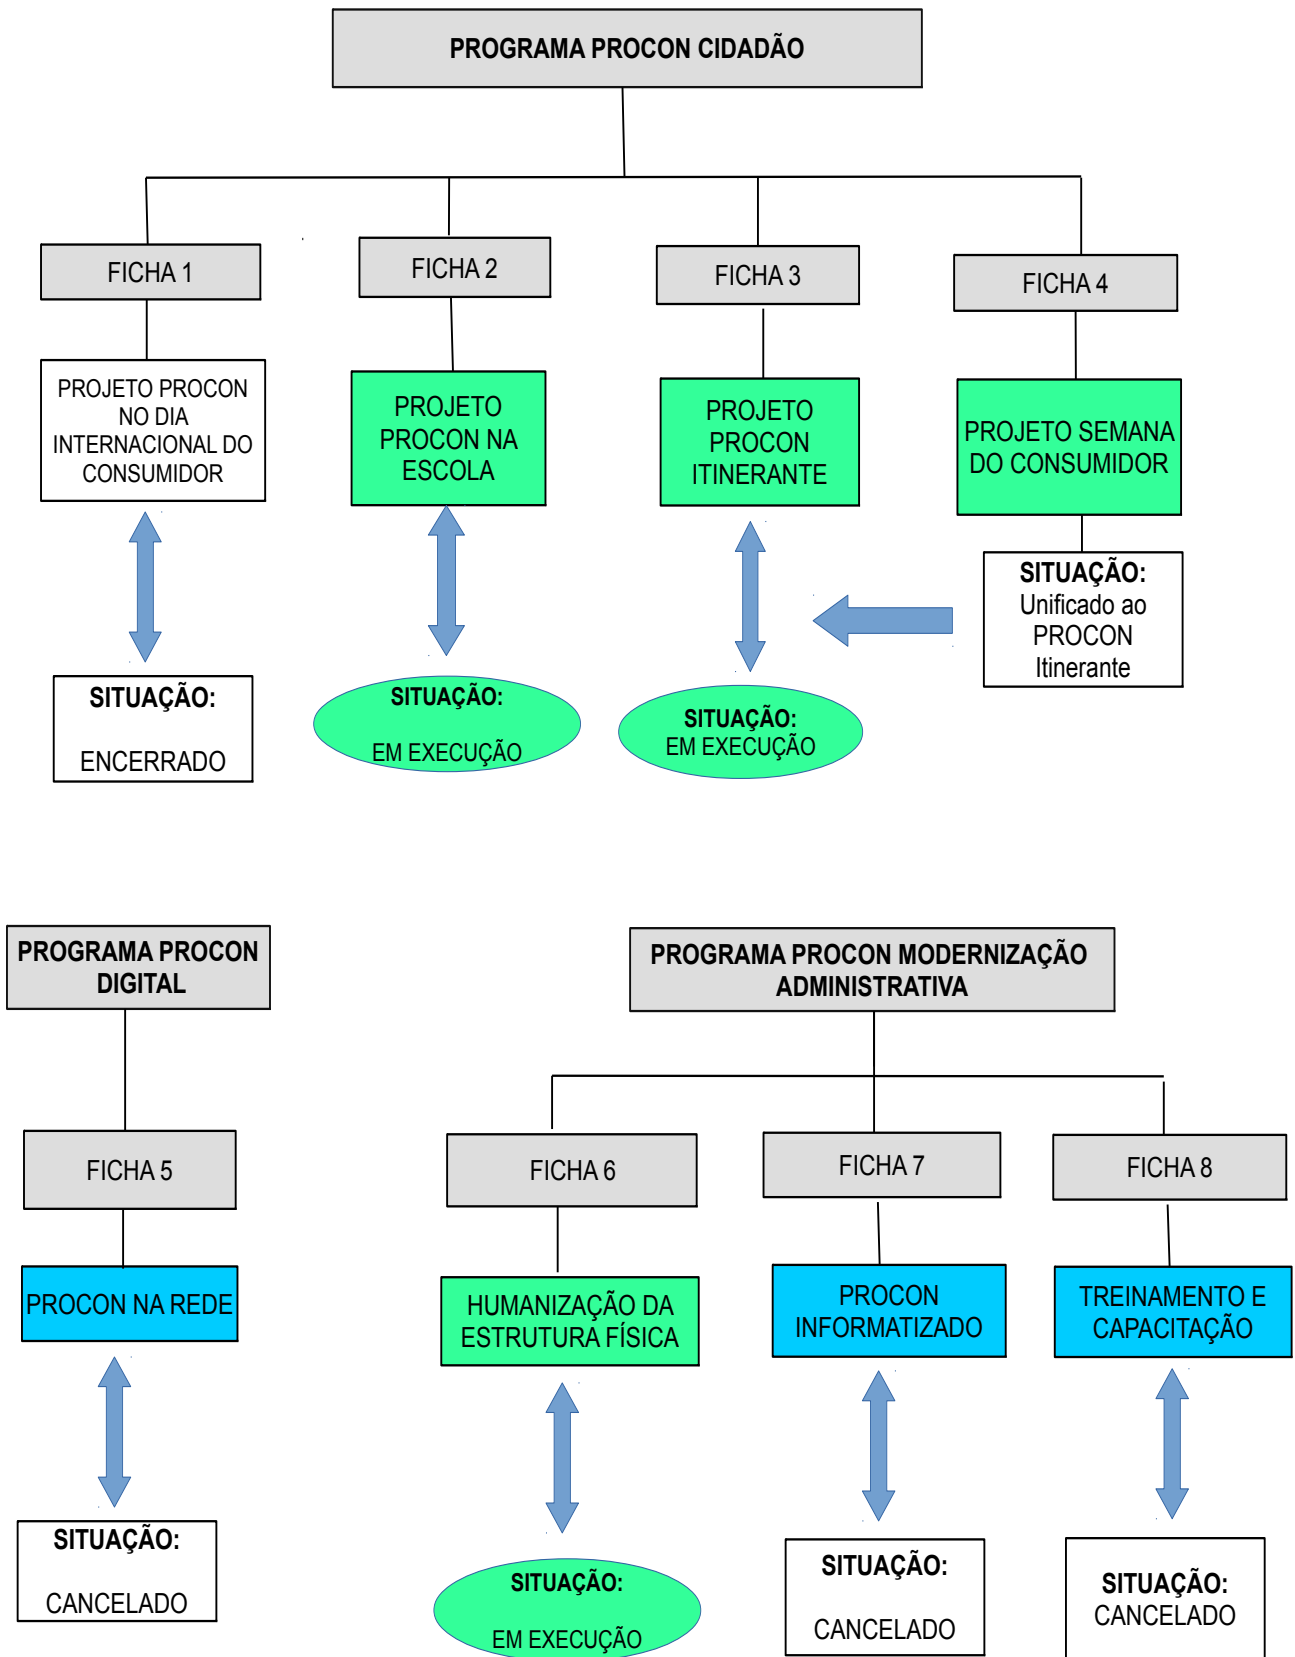 PROGRAMA PROCON CIDADÃO
FICHA 1
FICHA 2
FICHA 3
FICHA 4
PROJETO PROCON
NO DIA
INTERNACIONAL DO
CONSUMIDOR
PROJETO
PROCON NA
ESCOLA
PROJETO
PROCON
ITINERANTE
PROJETO SEMANA
DO CONSUMIDOR
SITUAÇÃO:
ENCERRADO
SITUAÇÃO:
EM EXECUÇÃO
SITUAÇÃO:
EM EXECUÇÃO
SITUAÇÃO:
Unificado ao
PROCON
Itinerante
PROGRAMA PROCON
DIGITAL
FICHA 5
PROCON NA REDE
SITUAÇÃO:
CANCELADO
PROGRAMA PROCON MODERNIZAÇÃO
ADMINISTRATIVA
FICHA 6
FICHA 7
FICHA 8
HUMANIZAÇÃO DA
ESTRUTURA FÍSICA
PROCON
INFORMATIZADO
TREINAMENTO E
CAPACITAÇÃO
SITUAÇÃO:
EM EXECUÇÃO
SITUAÇÃO:
CANCELADO
SITUAÇÃO:
CANCELADO